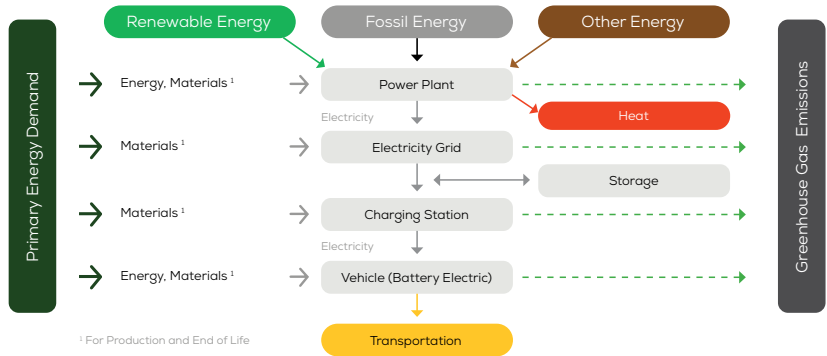 Renewable Energy
Fossil Energy
Other Energy
Primary Energy Demand
Greenhouse Gas Emissions
Energy, Materials ¹
Power Plant
Electricity
Heat
Materials ¹
Electricity Grid
Storage
Materials ¹
Charging Station
Electricity
Energy, Materials ¹
Vehicle (Battery Electric)
¹ For Production and End of Life
Transportation